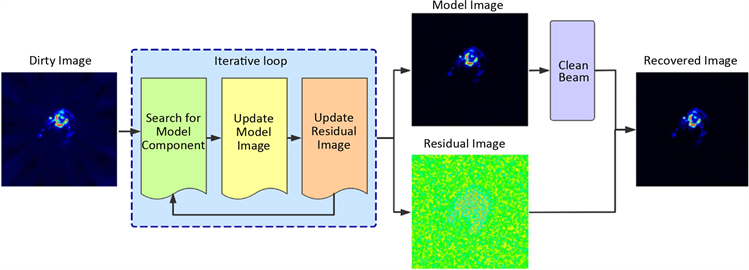 Dirty Image
Iterative loop
Search for
Model
Component
Update
Model
Image
Update
Residual
Image
Model Image
Residual Image
Clean
Beam
Recovered Image